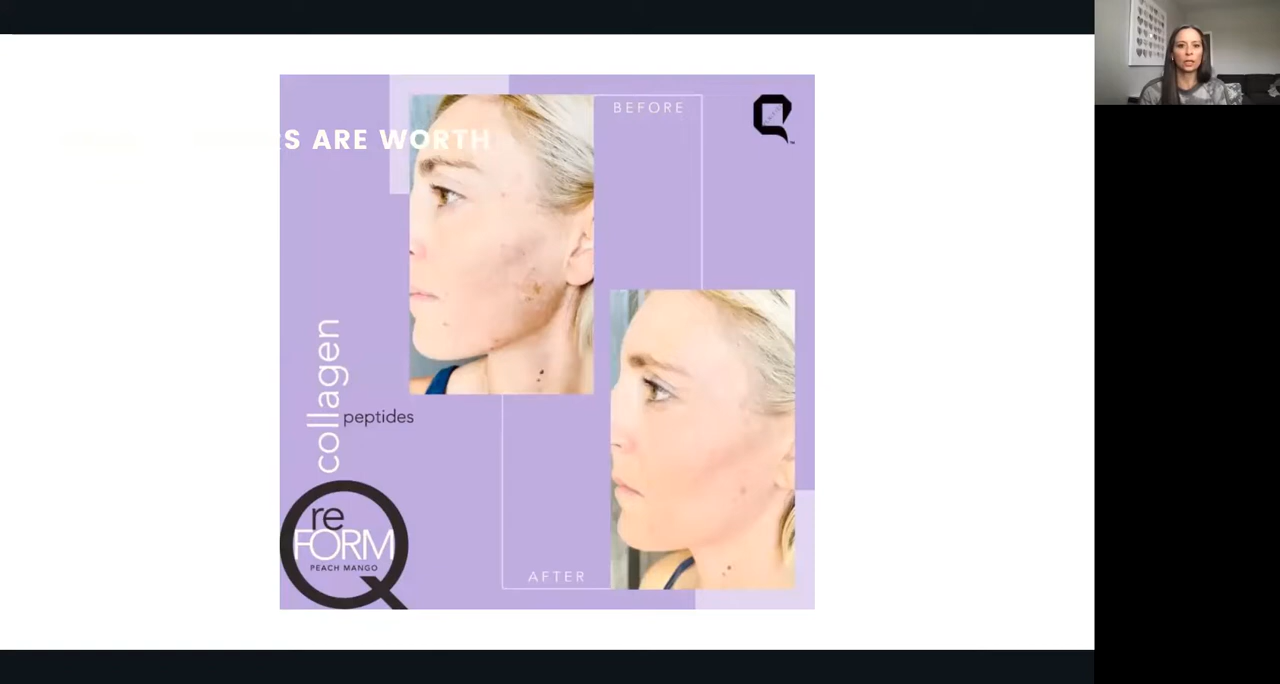 BEFORE
S ARE WORTH
collagen
peptides
re
FORM
PEACH MANGO
AFTER